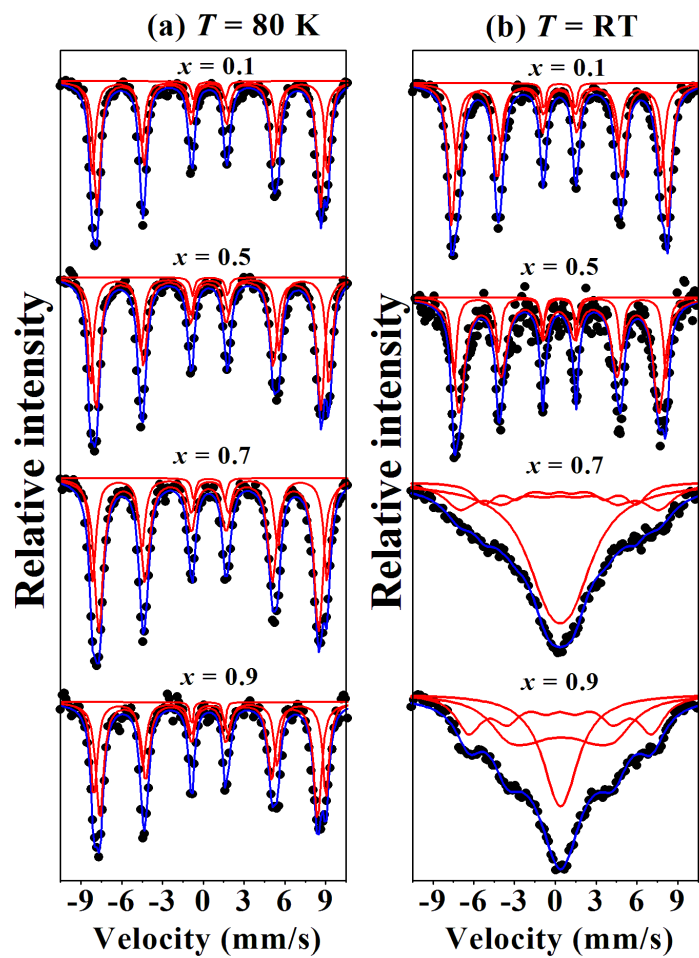 (a) T = 80 K
(b) T = RT
x = 0.1
x = 0.5
x = 0.7
x = 0.9
x = 0.1
x = 0.5
x = 0.7
x = 0.9
Relative intensity
Relative intensity
-9 -6 -3 0 3 6 9
-9 -6 -3 0 3 6 9
Velocity (mm/s)
Velocity (mm/s)